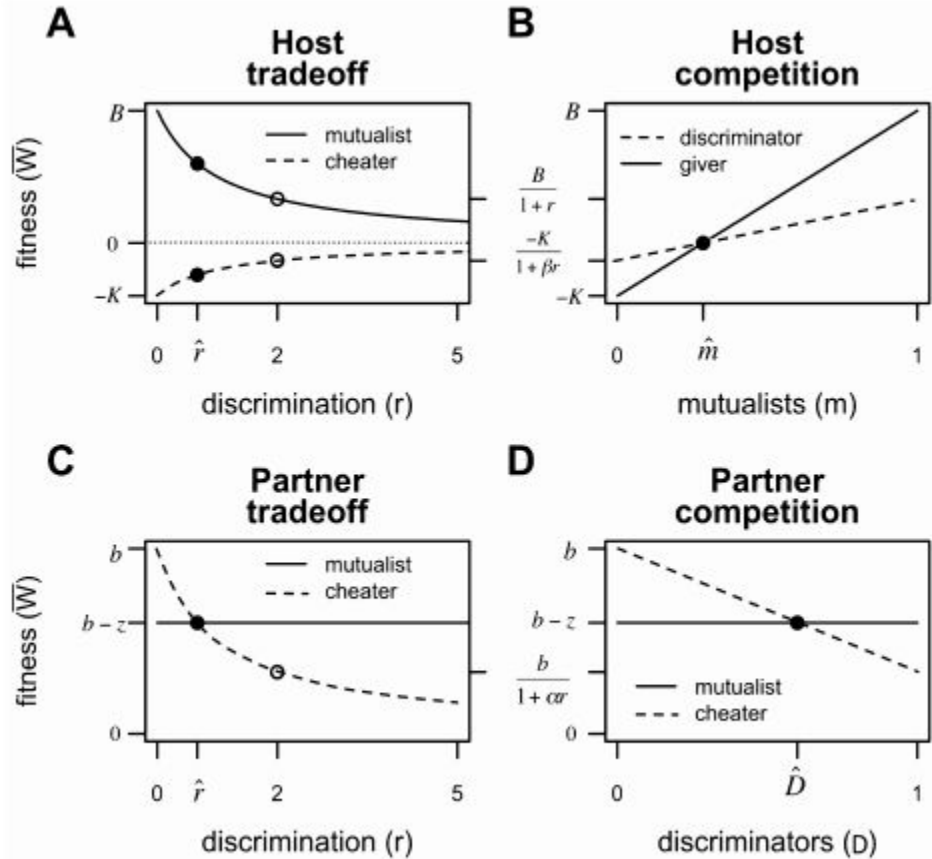 A
Host
tradeoff
fitness (W̅)
B
0
−K
mutualist
cheater
0
r̂
2
5
discrimination (r)
B
Host
competition
B
B
1 + r
−K
1 + βr
−K
discriminator
giver
0
m̂
1
mutualists (m)
C
Partner
tradeoff
fitness (W̅)
b
b − z
0
mutualist
cheater
0
r̂
2
5
discrimination (r)
D
Partner
competition
b
b − z
b
1 + αr
0
mutualist
cheater
0
D̂
1
discriminators (D)